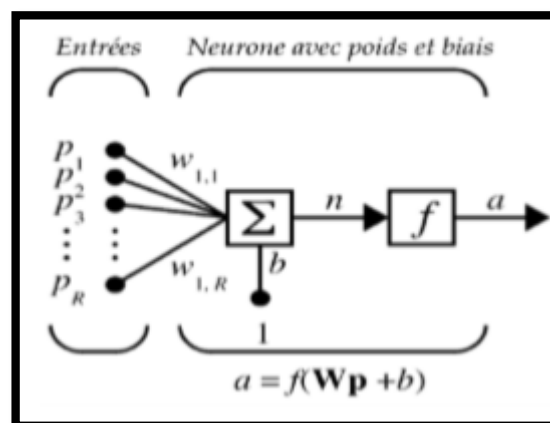 Entrées Neurone avec poids et biais
p1
p2
p3
pR
w1,1
w1, R
Σ
n
f
a
b
1
a = f(Wp +b)